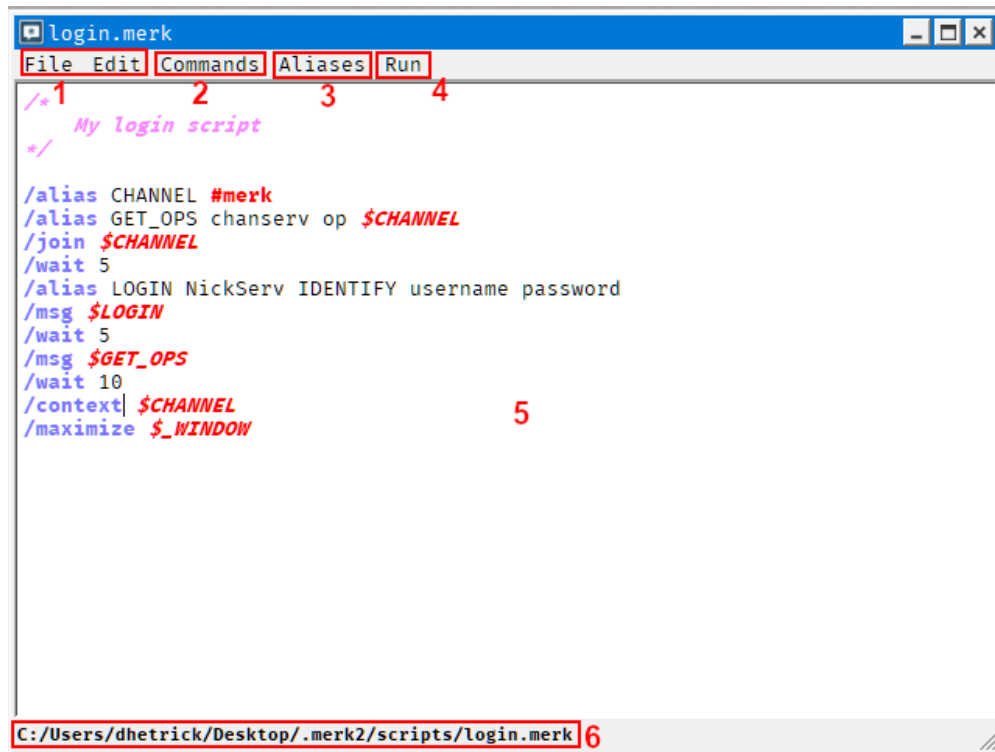 login.merk
File Edit Commands Aliases Run
1 2 3 4
/*
My login script
*/
/alias CHANNEL #merk
/alias GET_OPS chanserv op $CHANNEL
/join $CHANNEL
/wait 5
/alias LOGIN NickServ IDENTIFY username password
/msg $LOGIN
/wait 5
/msg $GET_OPS
/wait 10
/context $CHANNEL
5
/maximize $_WINDOW
C:/Users/dhetrick/Desktop/.merk2/scripts/login.merk 6